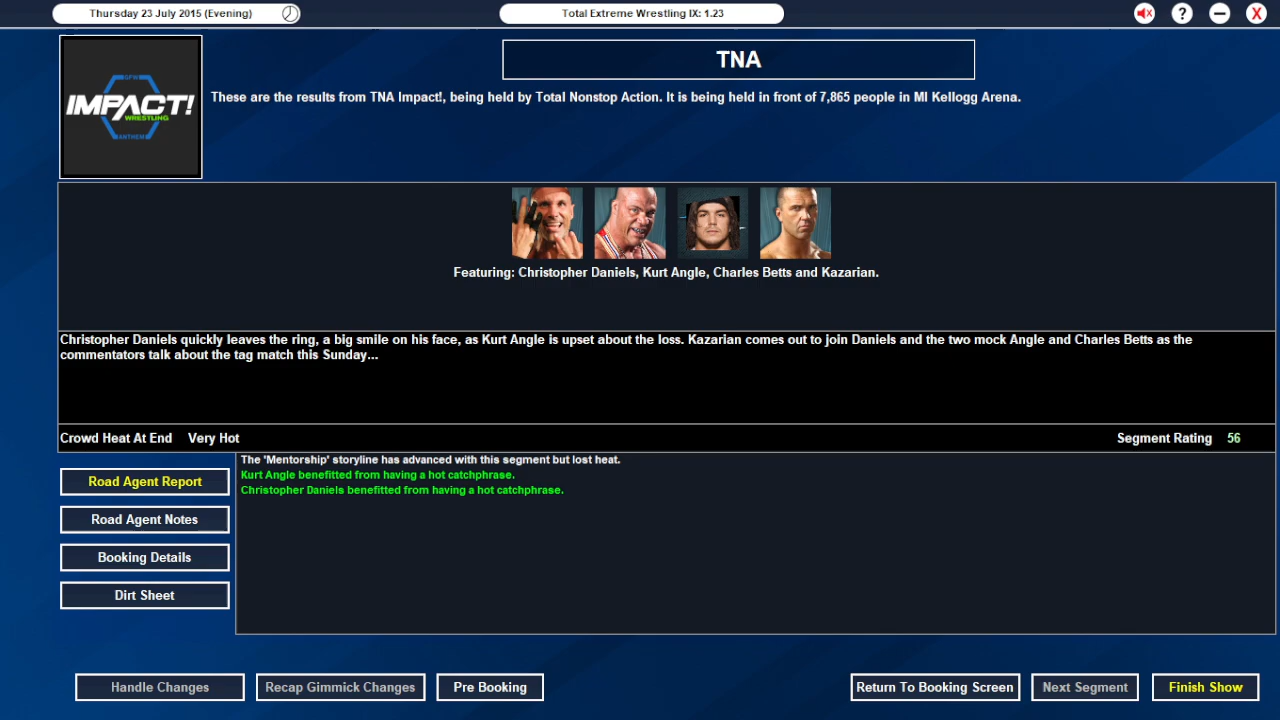 Thursday 23 July 2015 (Evening)
Total Extreme Wrestling IX: 1.23
?
X
TNA
GFW
IMPACT!
WRESTLING
ANTHEM
These are the results from TNA Impact!, being held by Total Nonstop Action. It is being held in front of 7,865 people in MI Kellogg Arena.
Featuring: Christopher Daniels, Kurt Angle, Charles Betts and Kazarian.
Christopher Daniels quickly leaves the ring, a big smile on his face, as Kurt Angle is upset about the loss. Kazarian comes out to join Daniels and the two mock Angle and Charles Betts as the
commentators talk about the tag match this Sunday...
Crowd Heat At End Very Hot
Segment Rating 56
The 'Mentorship' storyline has advanced with this segment but lost heat.
Kurt Angle benefitted from having a hot catchphrase.
Christopher Daniels benefitted from having a hot catchphrase.
Road Agent Report
Road Agent Notes
Booking Details
Dirt Sheet
Handle Changes
Recap Gimmick Changes
Pre Booking
Return To Booking Screen
Next Segment
Finish Show